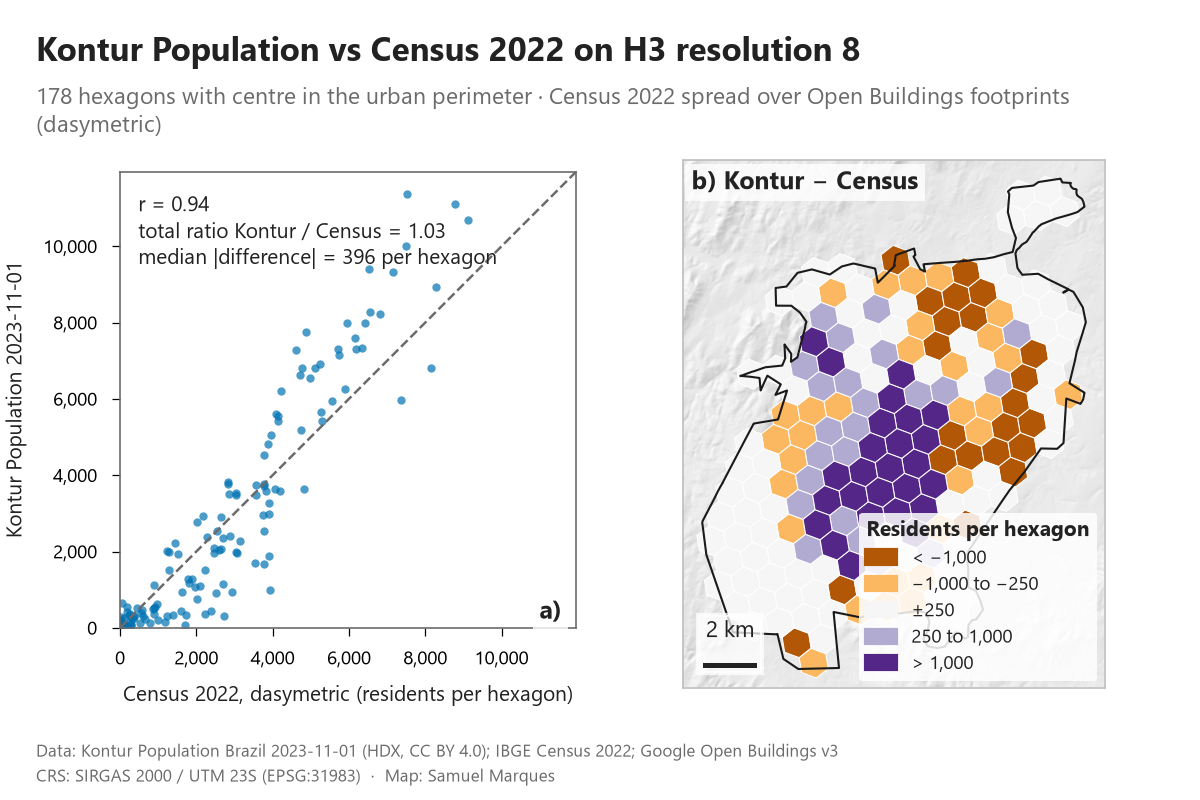 Kontur Population vs Census 2022 on H3 resolution 8
178 hexagons with centre in the urban perimeter · Census 2022 spread over Open Buildings footprints
(dasymetric)
r = 0.94
total ratio Kontur / Census = 1.03
median |difference| = 396 per hexagon
Kontur Population 2023-11-01
10,000
8,000
6,000
4,000
2,000
0
a)
0 2,000 4,000 6,000 8,000 10,000
Census 2022, dasymetric (residents per hexagon)
b) Kontur − Census
Residents per hexagon
< −1,000
−1,000 to −250
±250
250 to 1,000
> 1,000
2 km
Data: Kontur Population Brazil 2023-11-01 (HDX, CC BY 4.0); IBGE Census 2022; Google Open Buildings v3
CRS: SIRGAS 2000 / UTM 23S (EPSG:31983) · Map: Samuel Marques